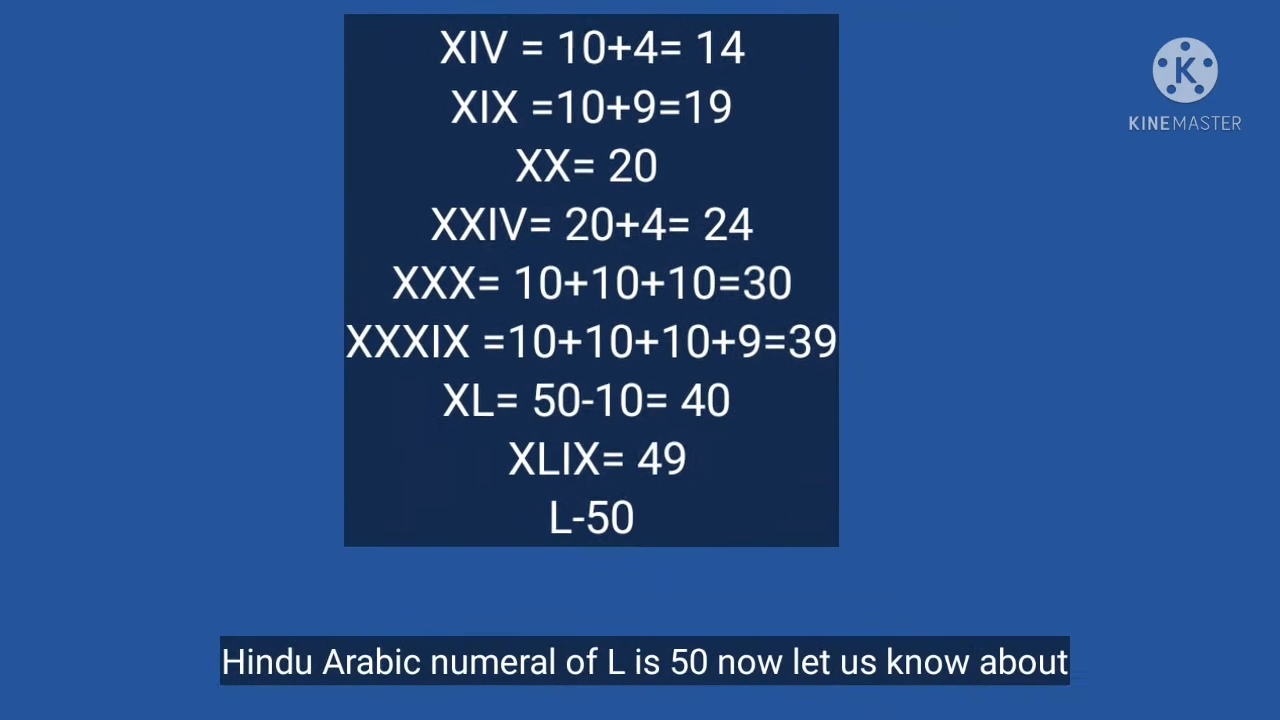 XIV = 10+4= 14
XIX =10+9=19
XX= 20
XXIV= 20+4= 24
XXX= 10+10+10=30
XXXIX =10+10+10+9=39
XL= 50-10= 40
XLIX= 49
L-50
K
KINEMASTER
Hindu Arabic numeral of L is 50 now let us know about